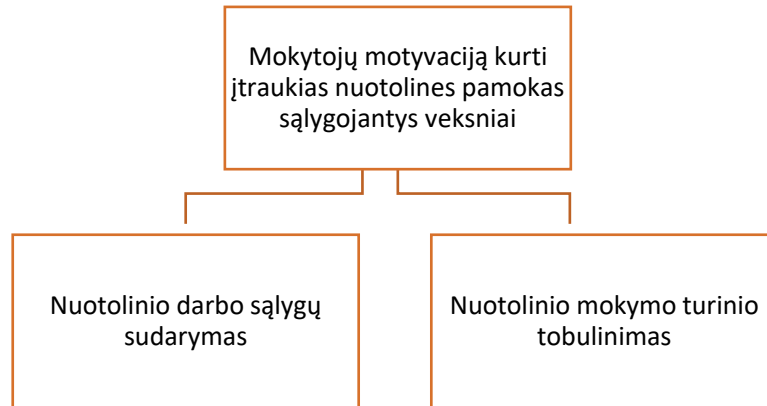 Mokytojų motyvaciją kurti
įtraukias nuotolines pamokas
sąlygojantys veksniai
Nuotolinio darbo sąlygų
sudarymas
Nuotolinio mokymo turinio
tobulinimas